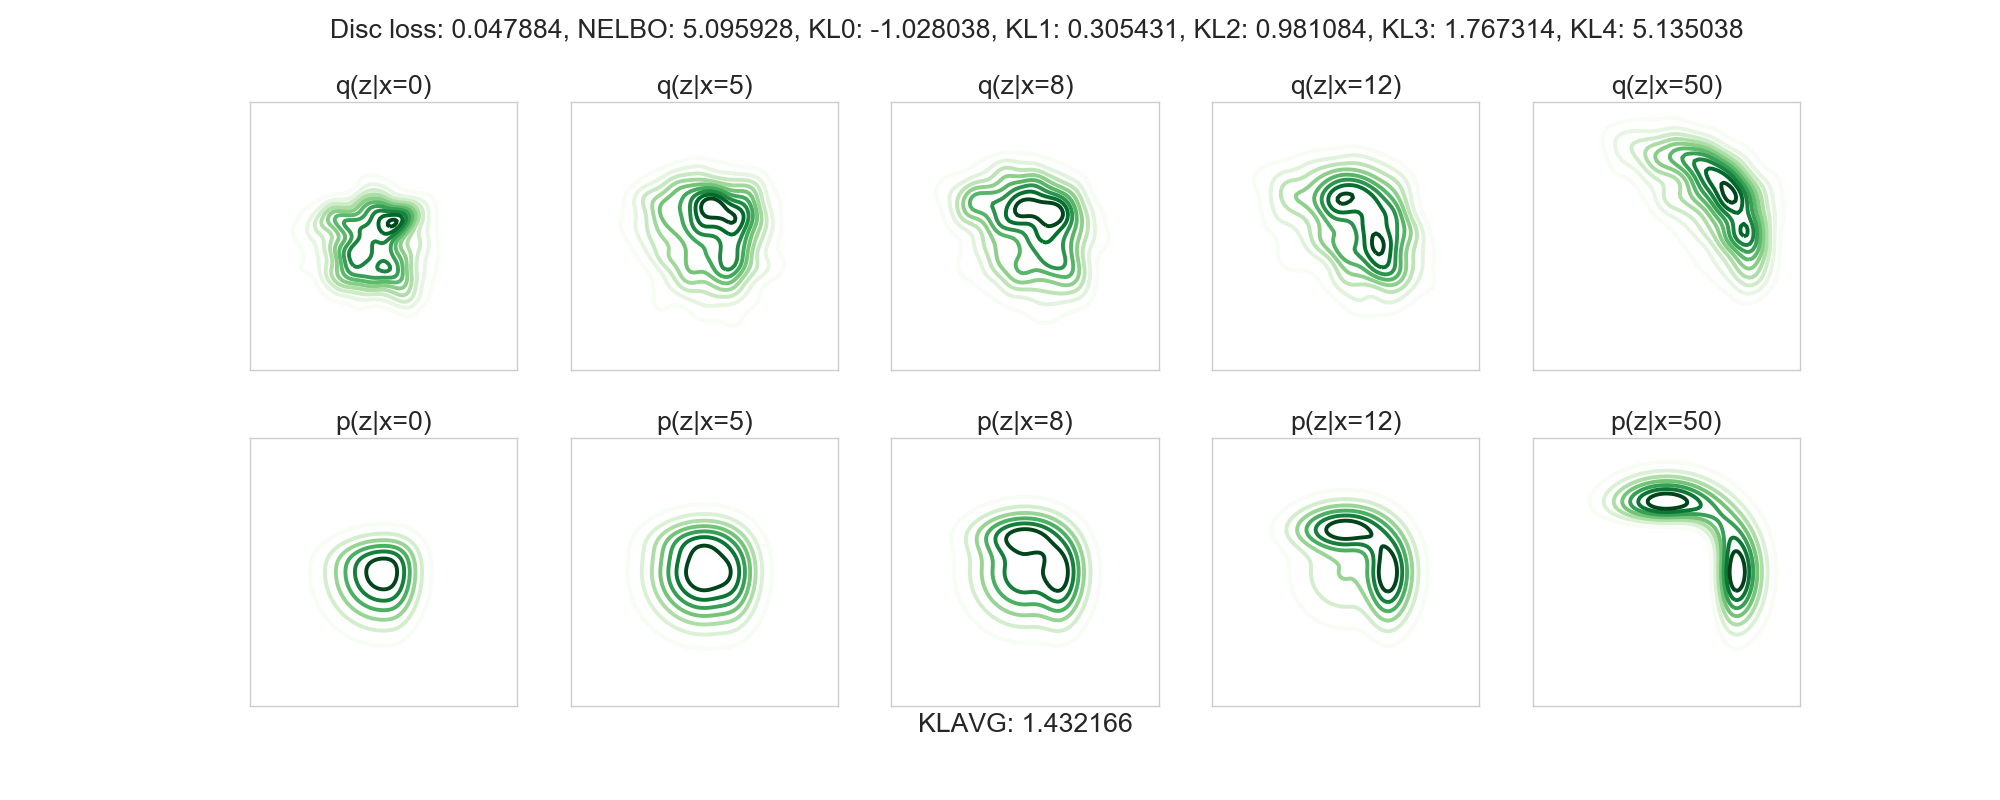 Disc loss: 0.047884, NELBO: 5.095928, KL0: -1.028038, KL1: 0.305431, KL2: 0.981084, KL3: 1.767314, KL4: 5.135038
q(z|x=0) q(z|x=5) q(z|x=8) q(z|x=12) q(z|x=50)
p(z|x=0) p(z|x=5) p(z|x=8) p(z|x=12) p(z|x=50)
KLAVG: 1.432166